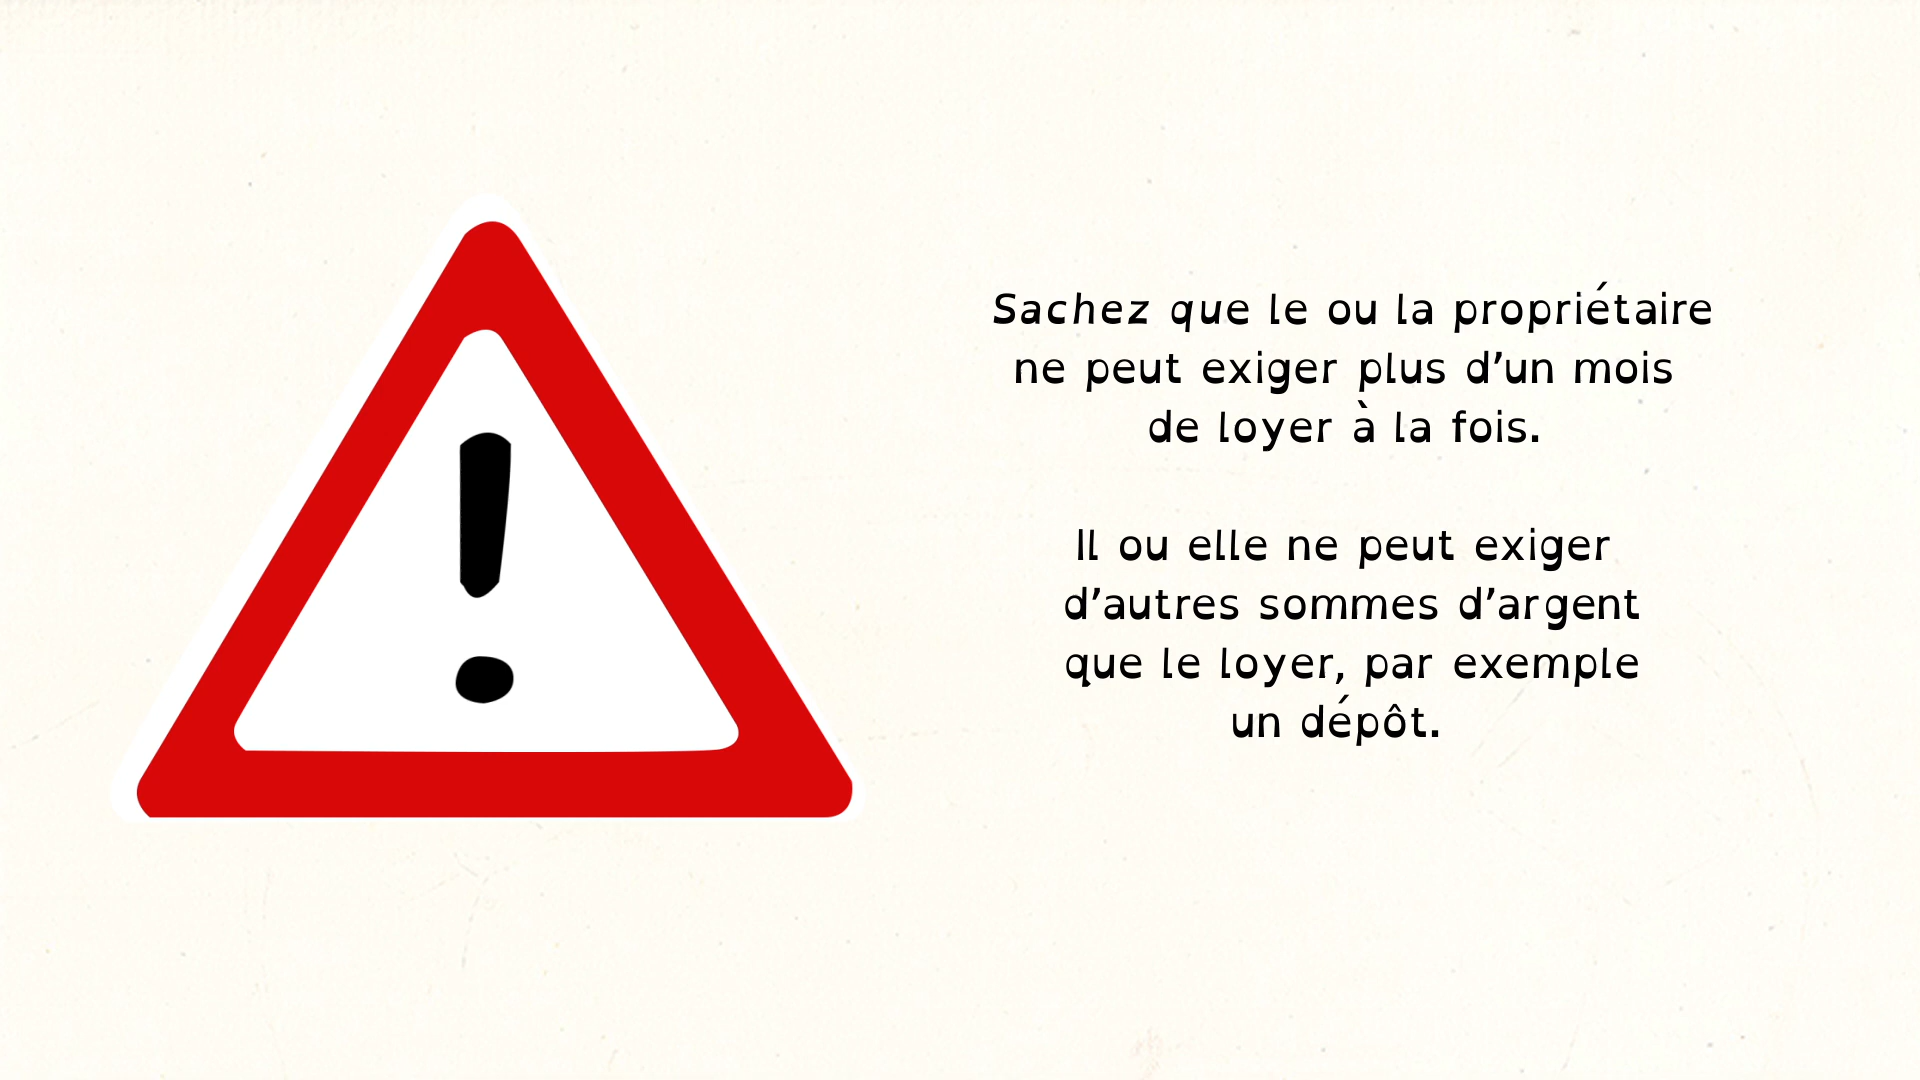 Sachez que le ou la propriétaire
ne peut exiger plus d’un mois
de loyer à la fois.
Il ou elle ne peut exiger
d’autres sommes d’argent
que le loyer, par exemple
un dépôt.